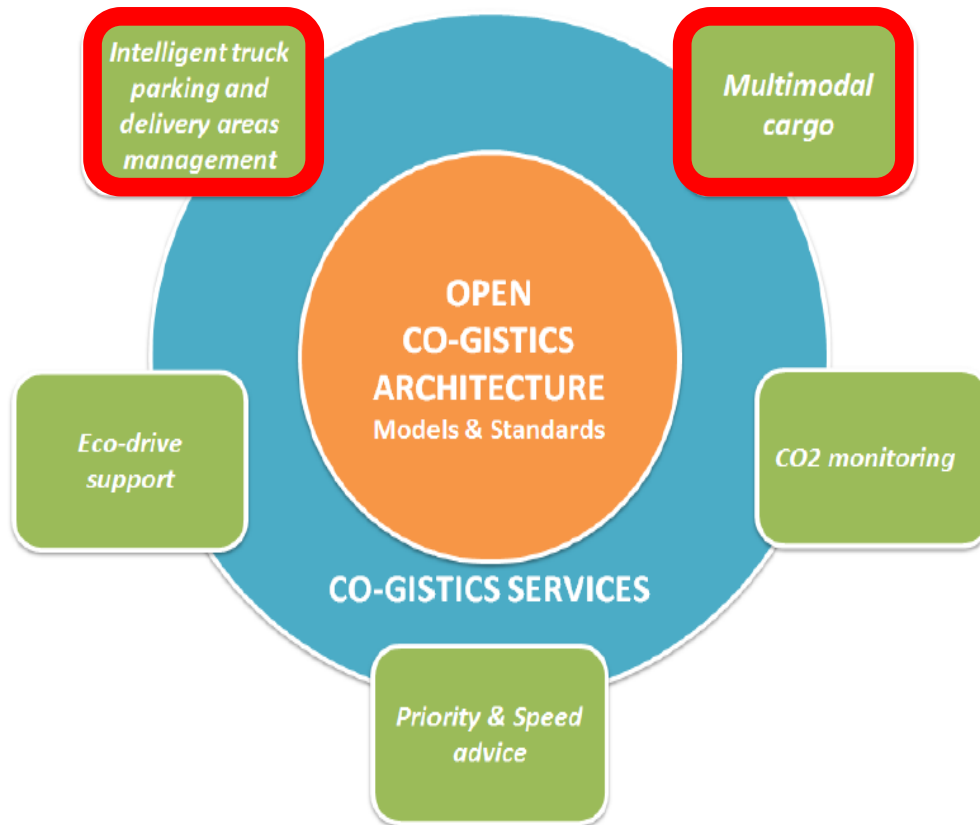 Intelligent truck
parking and
delivery areas
management
Multimodal
cargo
OPEN
CO-GISTICS
ARCHITECTURE
Models & Standards
Eco-drive
support
CO2 monitoring
CO-GISTICS SERVICES
Priority & Speed
advice